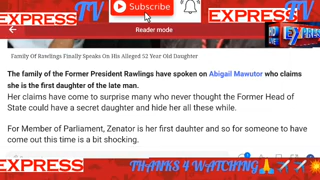 EXPRESS TV
Subscribe
EXPRESS TV
Reader mode
EXPRESS
Family Of Rawlings Finally Speaks On His Alleged 52 Year Old Daughter
The family of the Former President Rawlings have spoken on Abigail Mawutor who claims
she is the first daughter of the late man.
Her claims have come to surprise many who never thought the Former Head of
State could have a secret daughter and hide her all these while.
For Member of Parliament, Zenator is her first dauhter and so for someone to have
come out this time is a bit shocking.
EXPRESS
THANKS 4 WATCHING